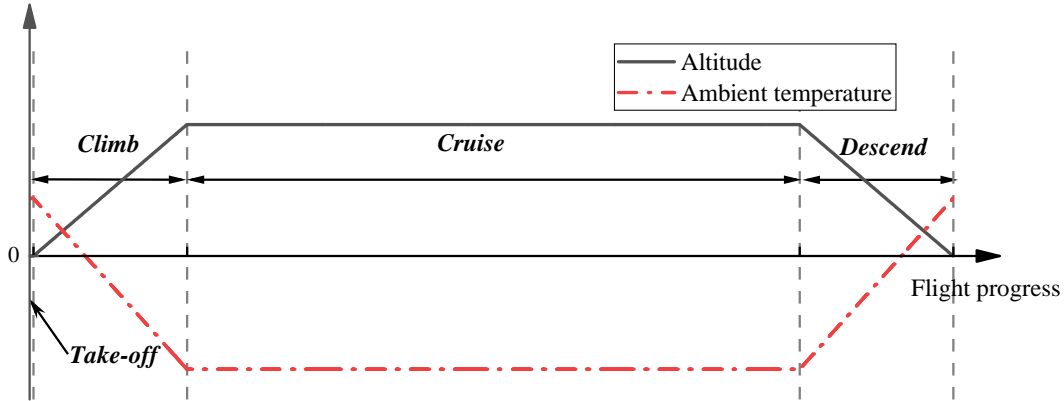 Altitude
Ambient temperature
Climb
Cruise
Descend
0
Flight progress
Take-off